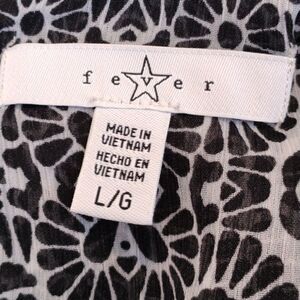 fever
MADE IN
VIETNAM
HECHO EN
VIETNAM
L/G